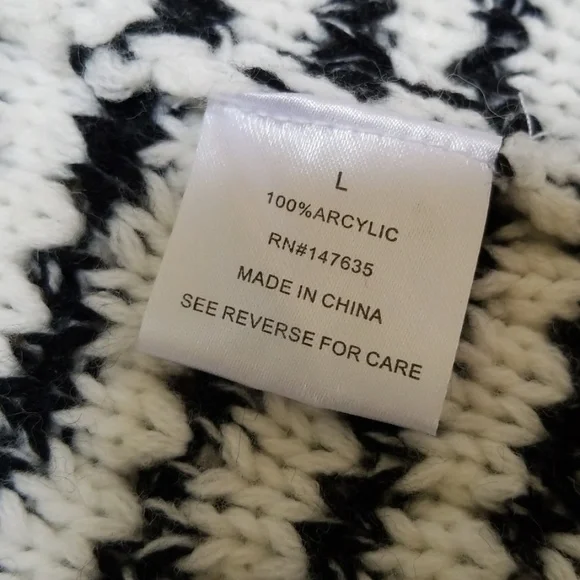 L
100%ARCYLIC
RN#147635
MADE IN CHINA
SEE REVERSE FOR CARE